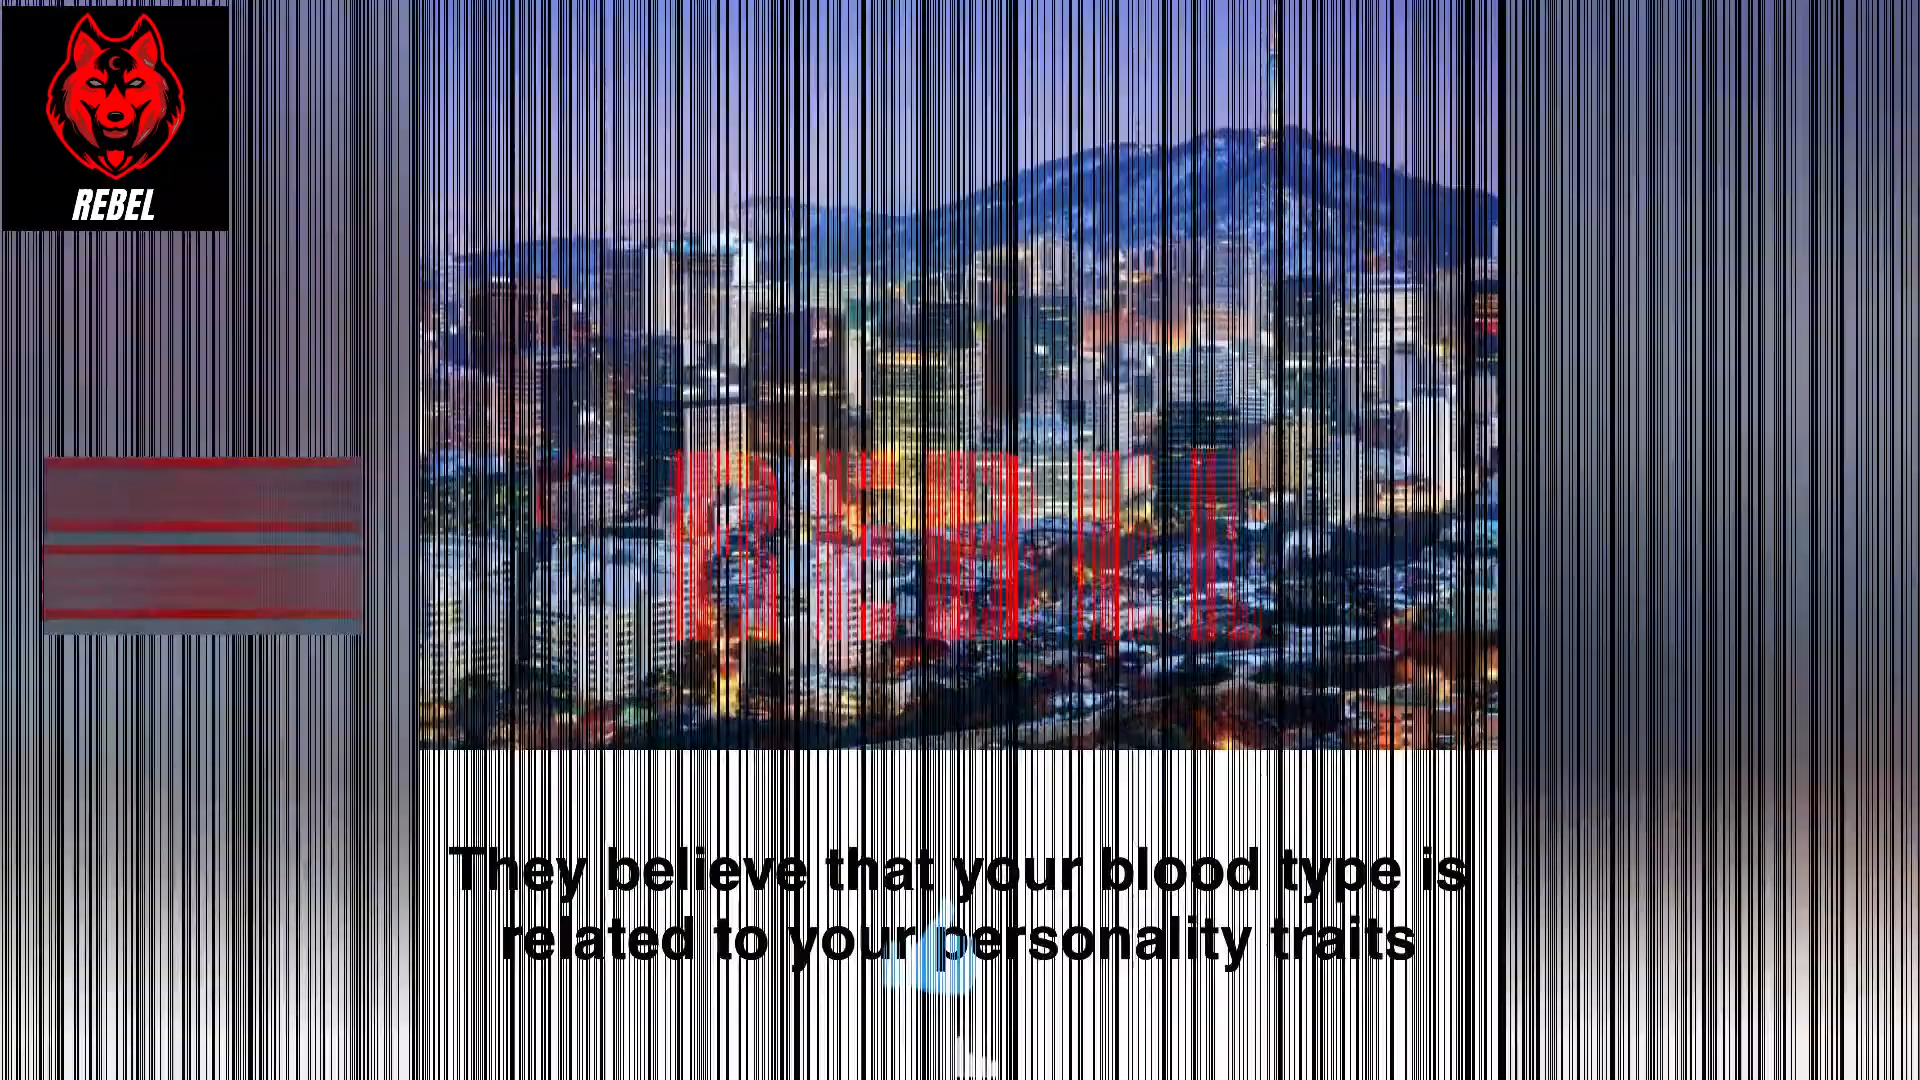 REBEL
They believe that your blood type is
related to your personality traits